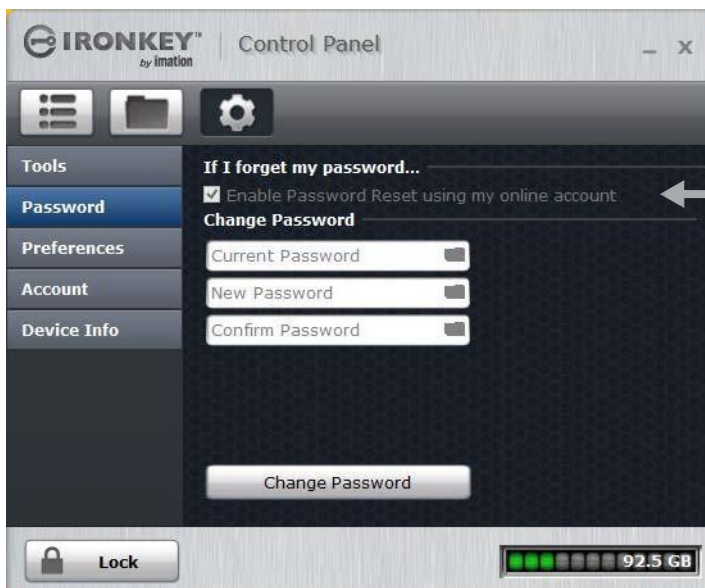 IRONKEY™ Control Panel
by imation
Tools
Password
Preferences
Account
Device Info
If I forget my password...
Enable Password Reset using my online account
Change Password
Current Password
New Password
Confirm Password
Change Password
Lock
92.5 GB